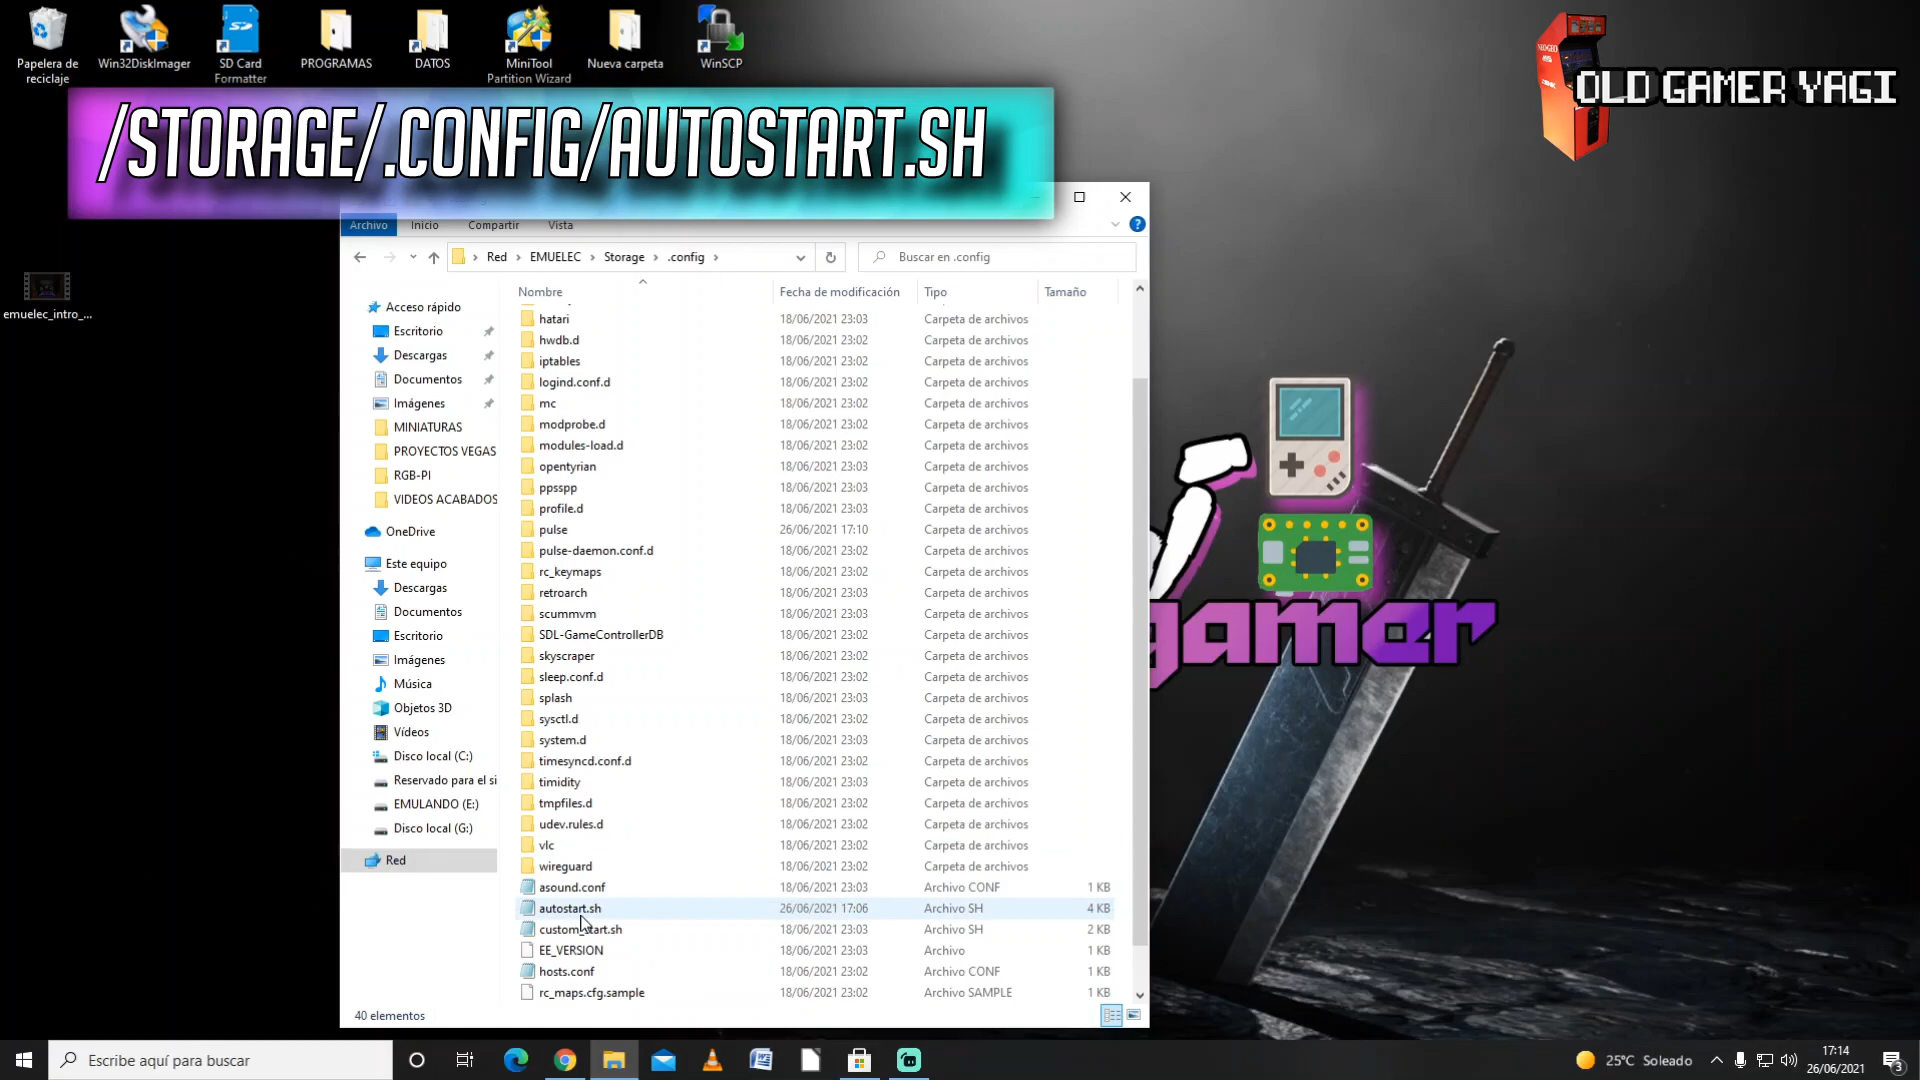 Papelera de
reciclaje
Win32DiskImager
SD Card
Formatter
PROGRAMAS
DATOS
MiniTool
Partition Wizard
Nueva carpeta
WinSCP
OLD GAMER YAGI
/STORAGE/.CONFIG/AUTOSTART.SH
emuelec_intro_...
Archivo Inicio Compartir Vista
Red › EMUELEC › Storage › .config ›
Buscar en .config
Nombre Fecha de modificación Tipo Tamaño
Acceso rápido
Escritorio
Descargas
Documentos
Imágenes
MINIATURAS
PROYECTOS VEGAS
RGB-PI
VIDEOS ACABADOS
OneDrive
Este equipo
Descargas
Documentos
Escritorio
Imágenes
Música
Objetos 3D
Vídeos
Disco local (C:)
Reservado para el si
EMULANDO (E:)
Disco local (G:)
Red
hatari 18/06/2021 23:03 Carpeta de archivos
hwdb.d 18/06/2021 23:02 Carpeta de archivos
iptables 18/06/2021 23:02 Carpeta de archivos
logind.conf.d 18/06/2021 23:02 Carpeta de archivos
mc 18/06/2021 23:02 Carpeta de archivos
modprobe.d 18/06/2021 23:02 Carpeta de archivos
modules-load.d 18/06/2021 23:02 Carpeta de archivos
opentyrian 18/06/2021 23:03 Carpeta de archivos
ppsspp 18/06/2021 23:03 Carpeta de archivos
profile.d 18/06/2021 23:03 Carpeta de archivos
pulse 26/06/2021 17:10 Carpeta de archivos
pulse-daemon.conf.d 18/06/2021 23:02 Carpeta de archivos
rc_keymaps 18/06/2021 23:02 Carpeta de archivos
retroarch 18/06/2021 23:03 Carpeta de archivos
scummvm 18/06/2021 23:03 Carpeta de archivos
SDL-GameControllerDB 18/06/2021 23:02 Carpeta de archivos
skyscraper 18/06/2021 23:02 Carpeta de archivos
sleep.conf.d 18/06/2021 23:02 Carpeta de archivos
splash 18/06/2021 23:03 Carpeta de archivos
sysctl.d 18/06/2021 23:02 Carpeta de archivos
system.d 18/06/2021 23:03 Carpeta de archivos
timesyncd.conf.d 18/06/2021 23:02 Carpeta de archivos
timidity 18/06/2021 23:03 Carpeta de archivos
tmpfiles.d 18/06/2021 23:02 Carpeta de archivos
udev.rules.d 18/06/2021 23:02 Carpeta de archivos
vlc 18/06/2021 23:02 Carpeta de archivos
wireguard 18/06/2021 23:02 Carpeta de archivos
asound.conf 18/06/2021 23:03 Archivo CONF 1 KB
autostart.sh 26/06/2021 17:06 Archivo SH 4 KB
custom_start.sh 18/06/2021 23:03 Archivo SH 2 KB
EE_VERSION 18/06/2021 23:03 Archivo 1 KB
hosts.conf 18/06/2021 23:02 Archivo CONF 1 KB
rc_maps.cfg.sample 18/06/2021 23:02 Archivo SAMPLE 1 KB
40 elementos
gamer
Escribe aquí para buscar
25°C Soleado
17:14
26/06/2021
3